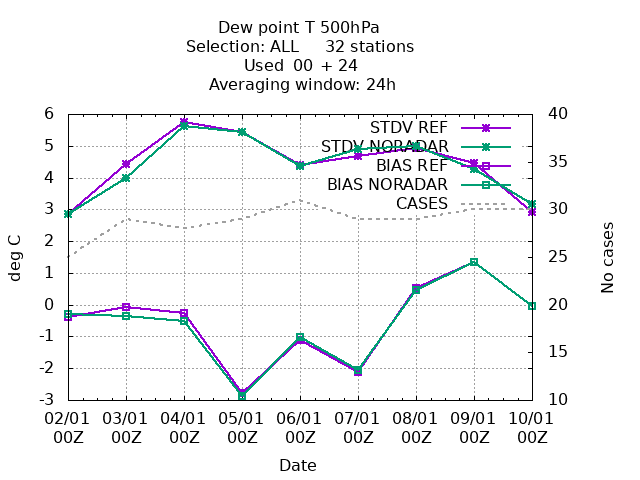 Dew point T 500hPa
Selection: ALL 32 stations
Used 00 + 24
Averaging window: 24h
STDV REF
STDV NORADAR
BIAS REF
BIAS NORADAR
CASES
6
5
4
3
2
1
0
-1
-2
-3
deg C
40
35
30
25
20
15
10
No cases
02/01 03/01 04/01 05/01 06/01 07/01 08/01 09/01 10/01
00Z 00Z 00Z 00Z 00Z 00Z 00Z 00Z 00Z
Date